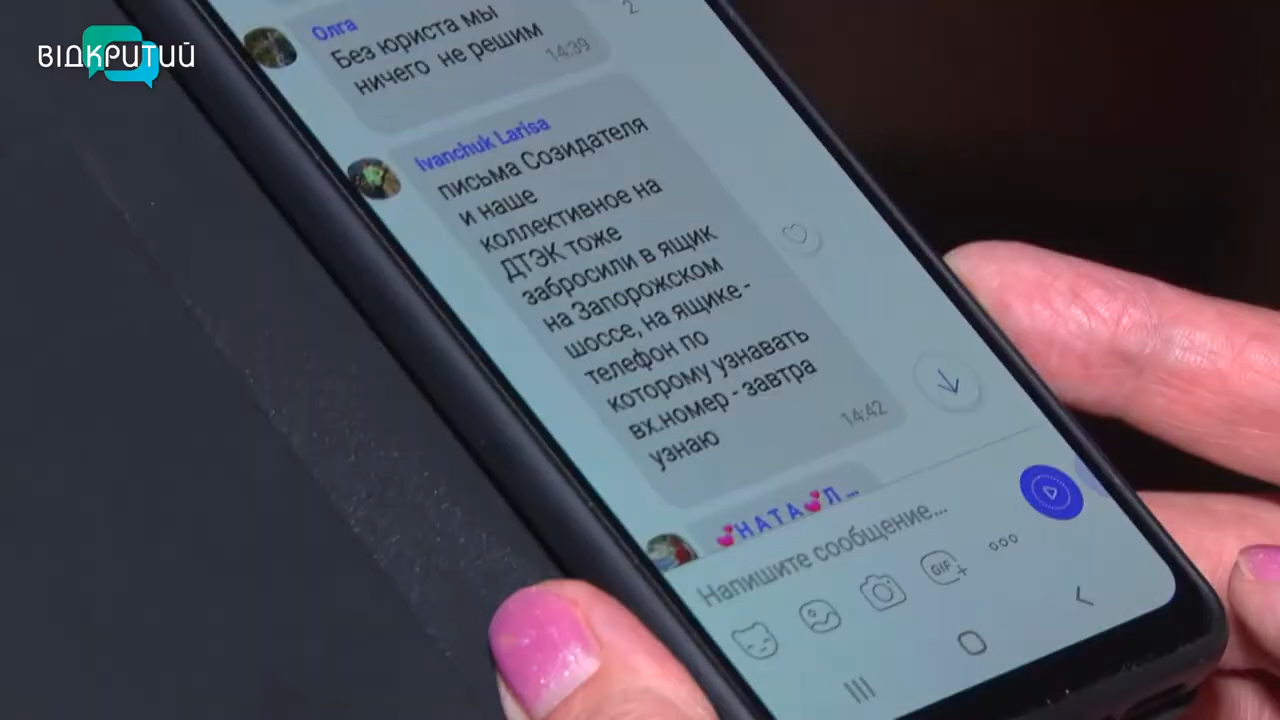 ВІДКРИТИЙ
Олга
Без юриста мы
ничего не решим
14:39
2
Ivanchuk Larisa
письма Созидателя
и наше
коллективное на
ДТЭК тоже
забросили в ящик
на Запорожском
шоссе, на ящике-
телефон по
которому узнавать
вх.номер - завтра
узнаю
14:42
💕Н А Т А💕Л ...
Напишите сообщение...
GIF